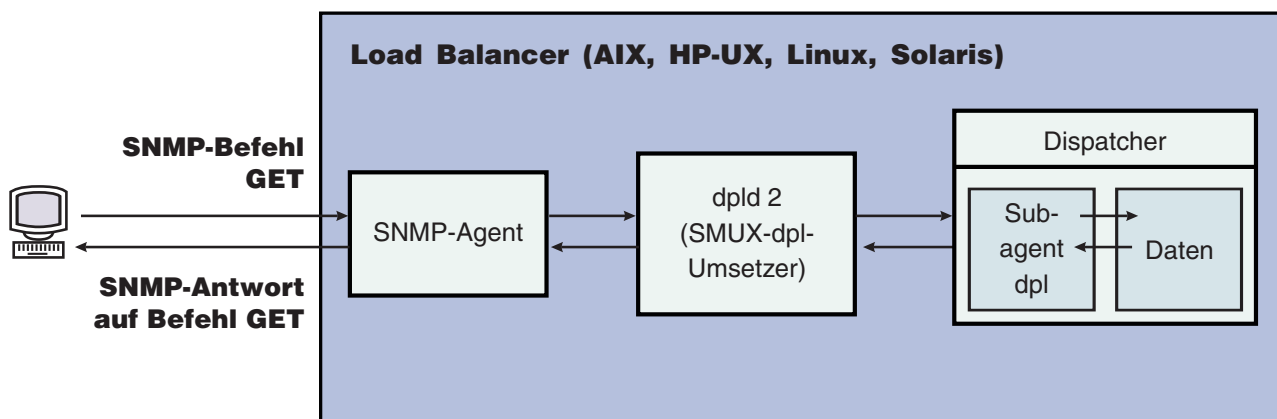 Load Balancer (AIX, HP-UX, Linux, Solaris)
SNMP-Befehl
GET
SNMP-Antwort
auf Befehl GET
SNMP-Agent
dpId 2
(SMUX-dpl-
Umsetzer)
Dispatcher
Sub-
agent
dpl
Daten